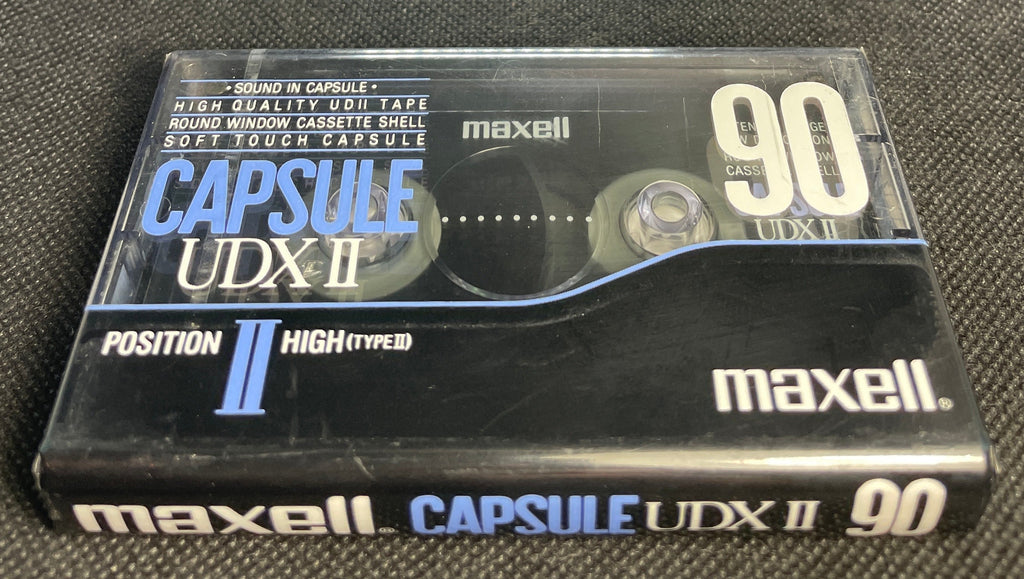 • SOUND IN CAPSULE •
HIGH QUALITY UDII TAPE
ROUND WINDOW CASSETTE SHELL
SOFT TOUCH CAPSULE
CAPSULE
UDX II
maxell
90
UDX II
POSITION II HIGH (TYPE II)
maxell®
maxell® CAPSULE UDX II 90